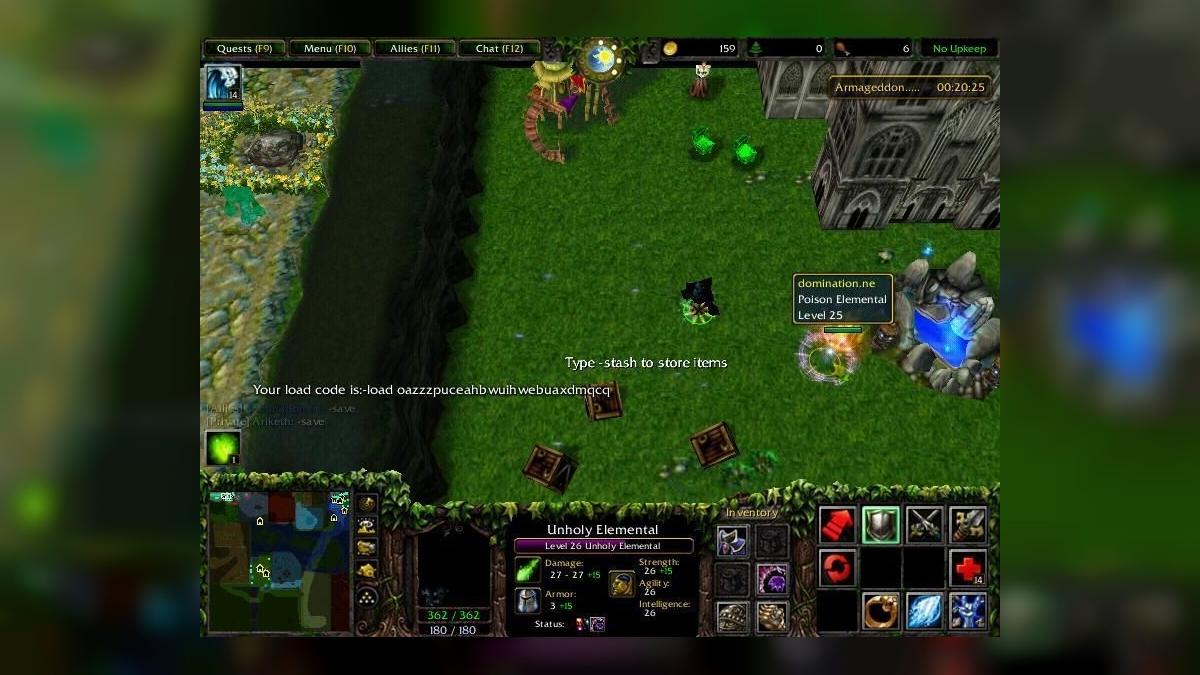 Quests (F9) Menu (F10) Allies (F11) Chat (F12) 159 0 6 No Upkeep
14
Armageddon..... 00:20:25
domination.ne
Poison Elemental
Level 25
Type -stash to store items
Your load code is:-load oazzzpuceahbwuihwebuaxdmqcq
-save
[Private] Ariketh: -save
1
Inventory
Unholy Elemental
Level 26 Unholy Elemental
Damage:
27 - 27 +15
Armor:
3 +15
Status:
Strength:
26 +15
Agility:
26
Intelligence:
26
362 / 362
180 / 180
14